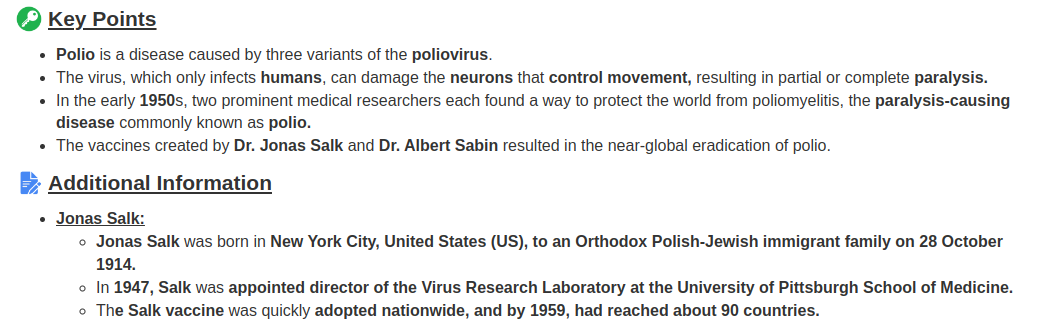 Key Points
Polio is a disease caused by three variants of the poliovirus.
The virus, which only infects humans, can damage the neurons that control movement, resulting in partial or complete paralysis.
In the early 1950s, two prominent medical researchers each found a way to protect the world from poliomyelitis, the paralysis-causing
disease commonly known as polio.
The vaccines created by Dr. Jonas Salk and Dr. Albert Sabin resulted in the near-global eradication of polio.
Additional Information
Jonas Salk:
Jonas Salk was born in New York City, United States (US), to an Orthodox Polish-Jewish immigrant family on 28 October
1914.
In 1947, Salk was appointed director of the Virus Research Laboratory at the University of Pittsburgh School of Medicine.
The Salk vaccine was quickly adopted nationwide, and by 1959, had reached about 90 countries.